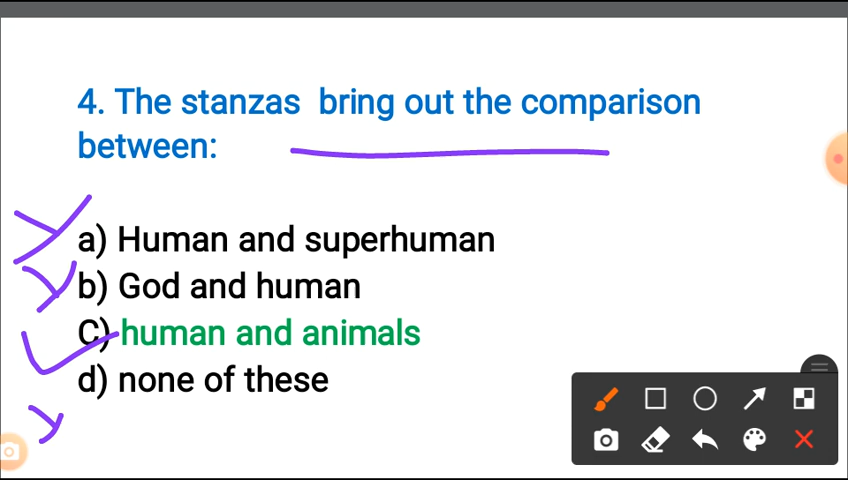 4. The stanzas bring out the comparison
between:
a) Human and superhuman
b) God and human
C) human and animals
d) none of these